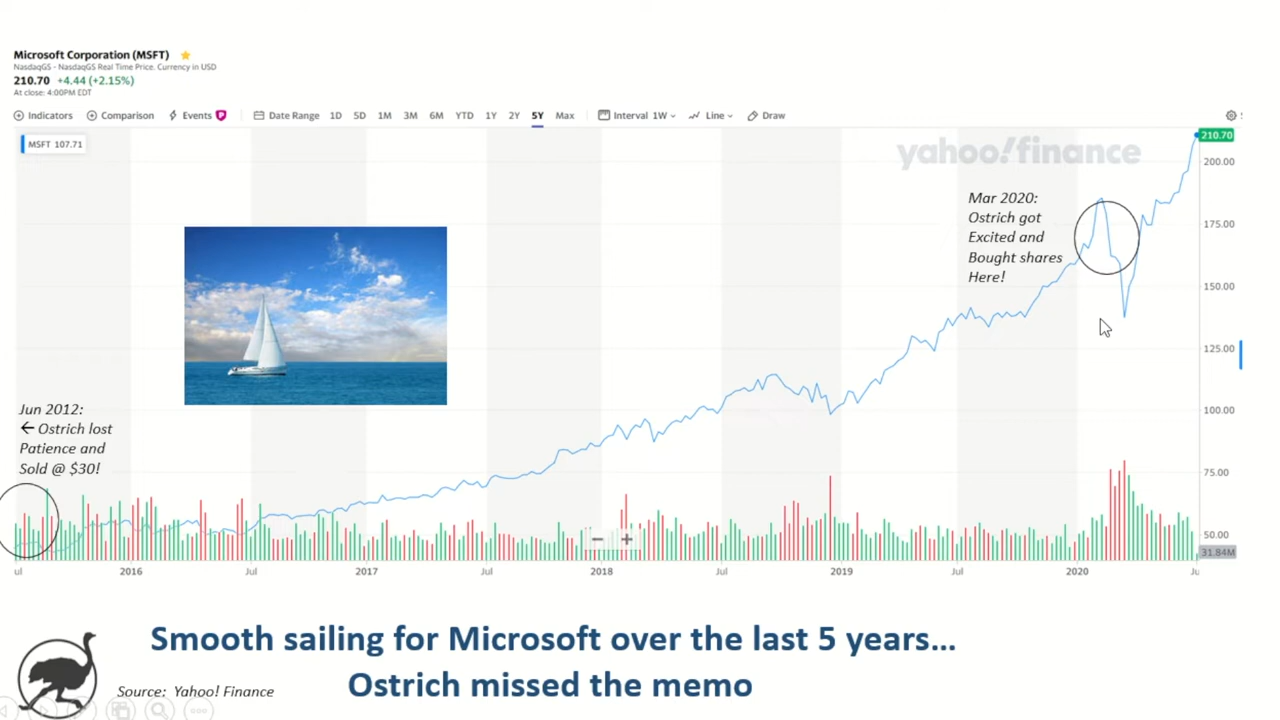 Microsoft Corporation (MSFT)
NasdaqGS - NasdaqGS Real Time Price. Currency in USD
210.70 +4.44 (+2.15%)
At close: 4:00PM EDT
Indicators Comparison Events Date Range 1D 5D 1M 3M 6M YTD 1Y 2Y 5Y Max Interval 1W Line Draw
MSFT 107.71
yahoo!finance
210.70
200.00
175.00
150.00
125.00
100.00
75.00
50.00
31.84M
Mar 2020:
Ostrich got
Excited and
Bought shares
Here!
Jun 2012:
← Ostrich lost
Patience and
Sold @ $30!
ul 2016 Jul 2017 Jul 2018 Jul 2019 Jul 2020 Ju
Smooth sailing for Microsoft over the last 5 years…
Ostrich missed the memo
Source: Yahoo! Finance